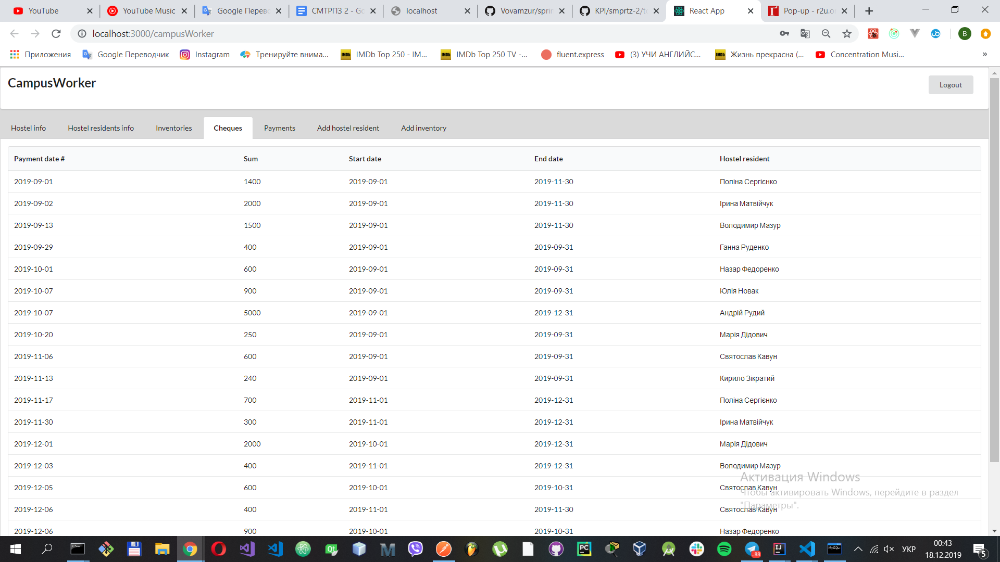 YouTube
YouTube Music
Google Перево
СМТРПЗ 2 - Go
localhost
Vovamzur/sprin
KPI/smprtz-2/to
React App
Pop-up - r2u.o
localhost:3000/campusWorker
B
Приложения
Google Переводчик
Instagram
Тренируйте внима...
IMDb Top 250 - IM...
IMDb Top 250 TV -...
fluent.express
(3) УЧИ АНГЛИЙС...
Жизнь прекрасна (...
Concentration Musi...
»
CampusWorker
Logout
Hostel info
Hostel residents info
Inventories
Cheques
Payments
Add hostel resident
Add inventory
Payment date # Sum Start date End date Hostel resident
2019-09-01 1400 2019-09-01 2019-11-30 Поліна Сергієнко
2019-09-02 2000 2019-09-01 2019-11-30 Ірина Матвійчук
2019-09-13 1500 2019-09-01 2019-11-30 Володимир Мазур
2019-09-29 400 2019-09-01 2019-09-31 Ганна Руденко
2019-10-01 600 2019-09-01 2019-09-31 Назар Федоренко
2019-10-07 900 2019-09-01 2019-09-31 Юлія Новак
2019-10-07 5000 2019-09-01 2019-12-31 Андрій Рудий
2019-10-20 250 2019-09-01 2019-09-31 Марія Дідович
2019-11-06 600 2019-09-01 2019-09-31 Святослав Кавун
2019-11-13 240 2019-09-01 2019-09-31 Кирило Зікратий
2019-11-17 700 2019-11-01 2019-12-31 Поліна Сергієнко
2019-11-30 300 2019-11-01 2019-12-31 Ірина Матвійчук
2019-12-01 2000 2019-10-01 2019-12-31 Марія Дідович
2019-12-03 400 2019-11-01 2019-12-31 Володимир Мазур
2019-12-05 600 2019-10-01 2019-10-31 Святослав Кавун
2019-12-06 400 2019-11-01 2019-11-30 Святослав Кавун
2019-12-06 900 2019-10-01 2019-10-31 Назар Федоренко
Активация Windows
Чтобы активировать Windows, перейдите в раздел
"Параметры".
Qt
PC
88
IJ
MySQL
УКР
00:43
18.12.2019
5